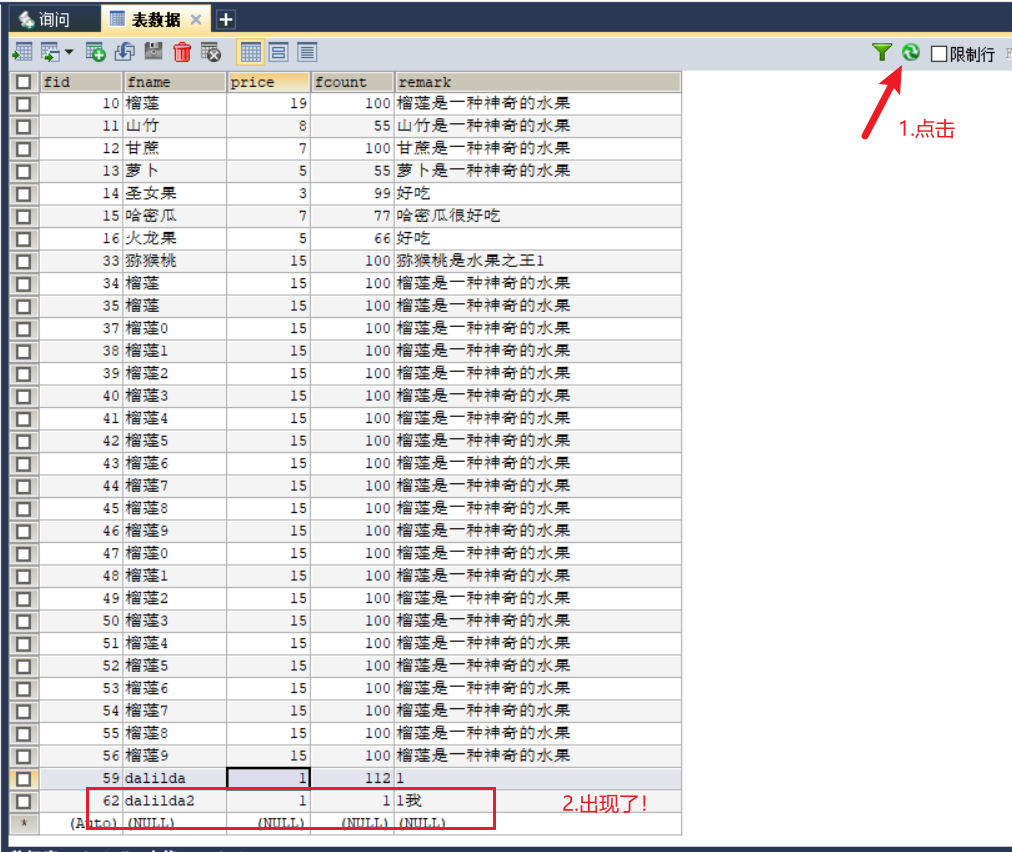 询问 表数据
限制行
fid fname price fcount remark
10 榴莲 19 100 榴莲是一种神奇的水果
1.点击
11 山竹 8 55 山竹是一种神奇的水果
12 甘蔗 7 100 甘蔗是一种神奇的水果
13 萝卜 5 55 萝卜是一种神奇的水果
14 圣女果 3 99 好吃
15 哈密瓜 7 77 哈密瓜很好吃
16 火龙果 5 66 好吃
33 猕猴桃 15 100 猕猴桃是水果之王1
34 榴莲 15 100 榴莲是一种神奇的水果
35 榴莲 15 100 榴莲是一种神奇的水果
37 榴莲0 15 100 榴莲是一种神奇的水果
38 榴莲1 15 100 榴莲是一种神奇的水果
39 榴莲2 15 100 榴莲是一种神奇的水果
40 榴莲3 15 100 榴莲是一种神奇的水果
41 榴莲4 15 100 榴莲是一种神奇的水果
42 榴莲5 15 100 榴莲是一种神奇的水果
43 榴莲6 15 100 榴莲是一种神奇的水果
44 榴莲7 15 100 榴莲是一种神奇的水果
45 榴莲8 15 100 榴莲是一种神奇的水果
46 榴莲9 15 100 榴莲是一种神奇的水果
47 榴莲0 15 100 榴莲是一种神奇的水果
48 榴莲1 15 100 榴莲是一种神奇的水果
49 榴莲2 15 100 榴莲是一种神奇的水果
50 榴莲3 15 100 榴莲是一种神奇的水果
51 榴莲4 15 100 榴莲是一种神奇的水果
52 榴莲5 15 100 榴莲是一种神奇的水果
53 榴莲6 15 100 榴莲是一种神奇的水果
54 榴莲7 15 100 榴莲是一种神奇的水果
55 榴莲8 15 100 榴莲是一种神奇的水果
56 榴莲9 15 100 榴莲是一种神奇的水果
59 dalilda 1 112 1
62 dalilda2 1 1 1我
2.出现了！
* (Auto) (NULL) (NULL) (NULL) (NULL)